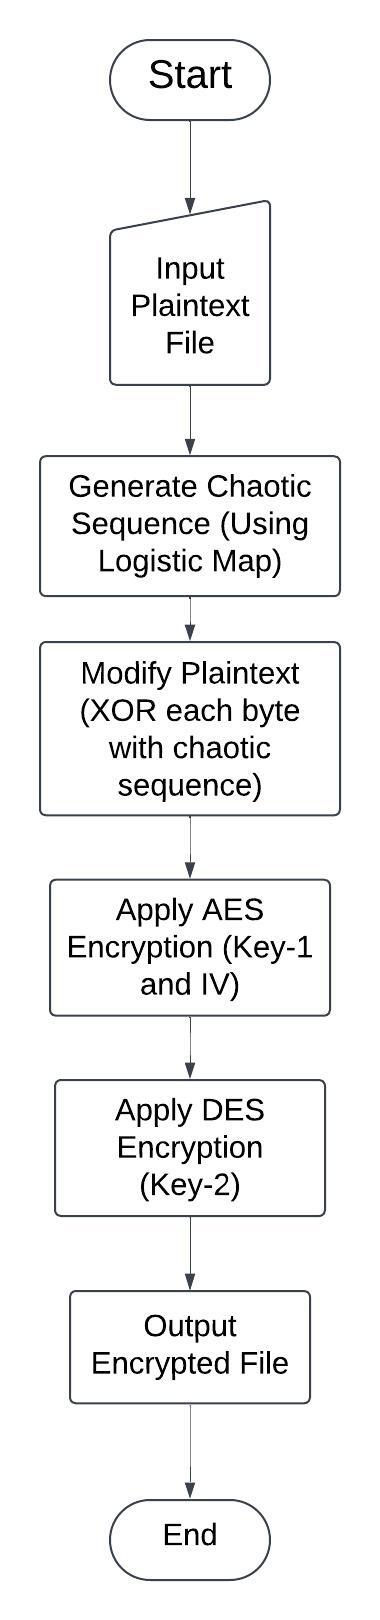 Start
Input
Plaintext
File
Generate Chaotic
Sequence (Using
Logistic Map)
Modify Plaintext
(XOR each byte
with chaotic
sequence)
Apply AES
Encryption (Key-1
and IV)
Apply DES
Encryption
(Key-2)
Output
Encrypted File
End